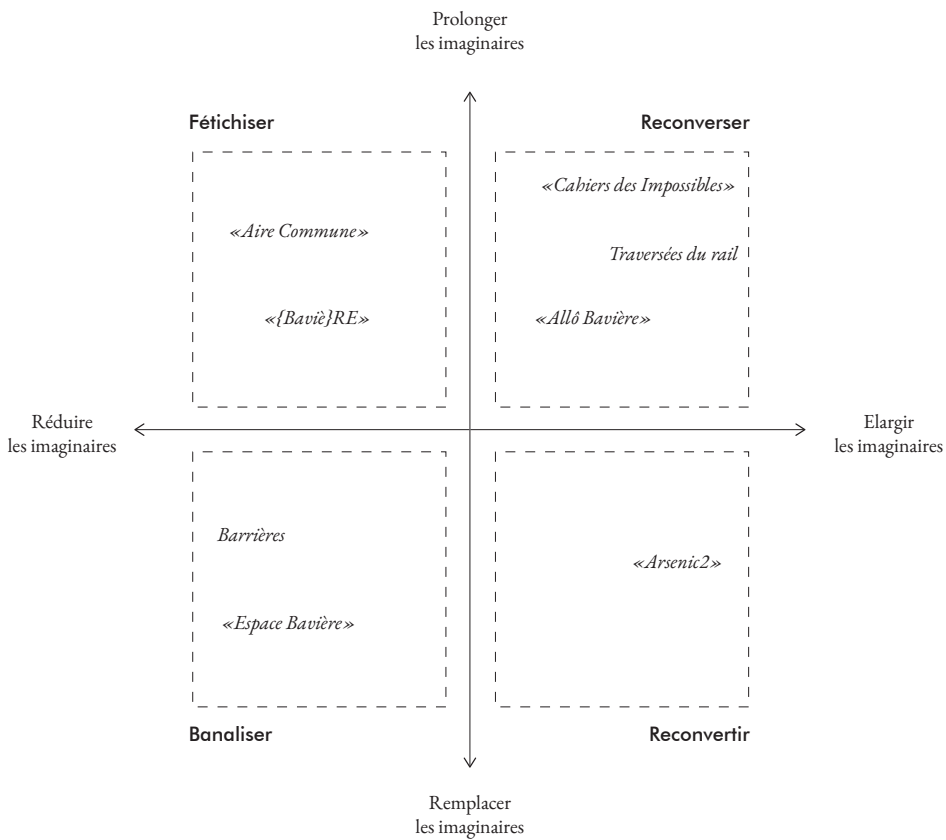 Prolonger
les imaginaires
Fétichiser
Reconverser
«Cahiers des Impossibles»
«Aire Commune»
Traversées du rail
«{Baviè}RE»
«Allô Bavière»
Réduire
les imaginaires
Elargir
les imaginaires
Barrières
«Arsenic2»
«Espace Bavière»
Banaliser
Reconvertir
Remplacer
les imaginaires